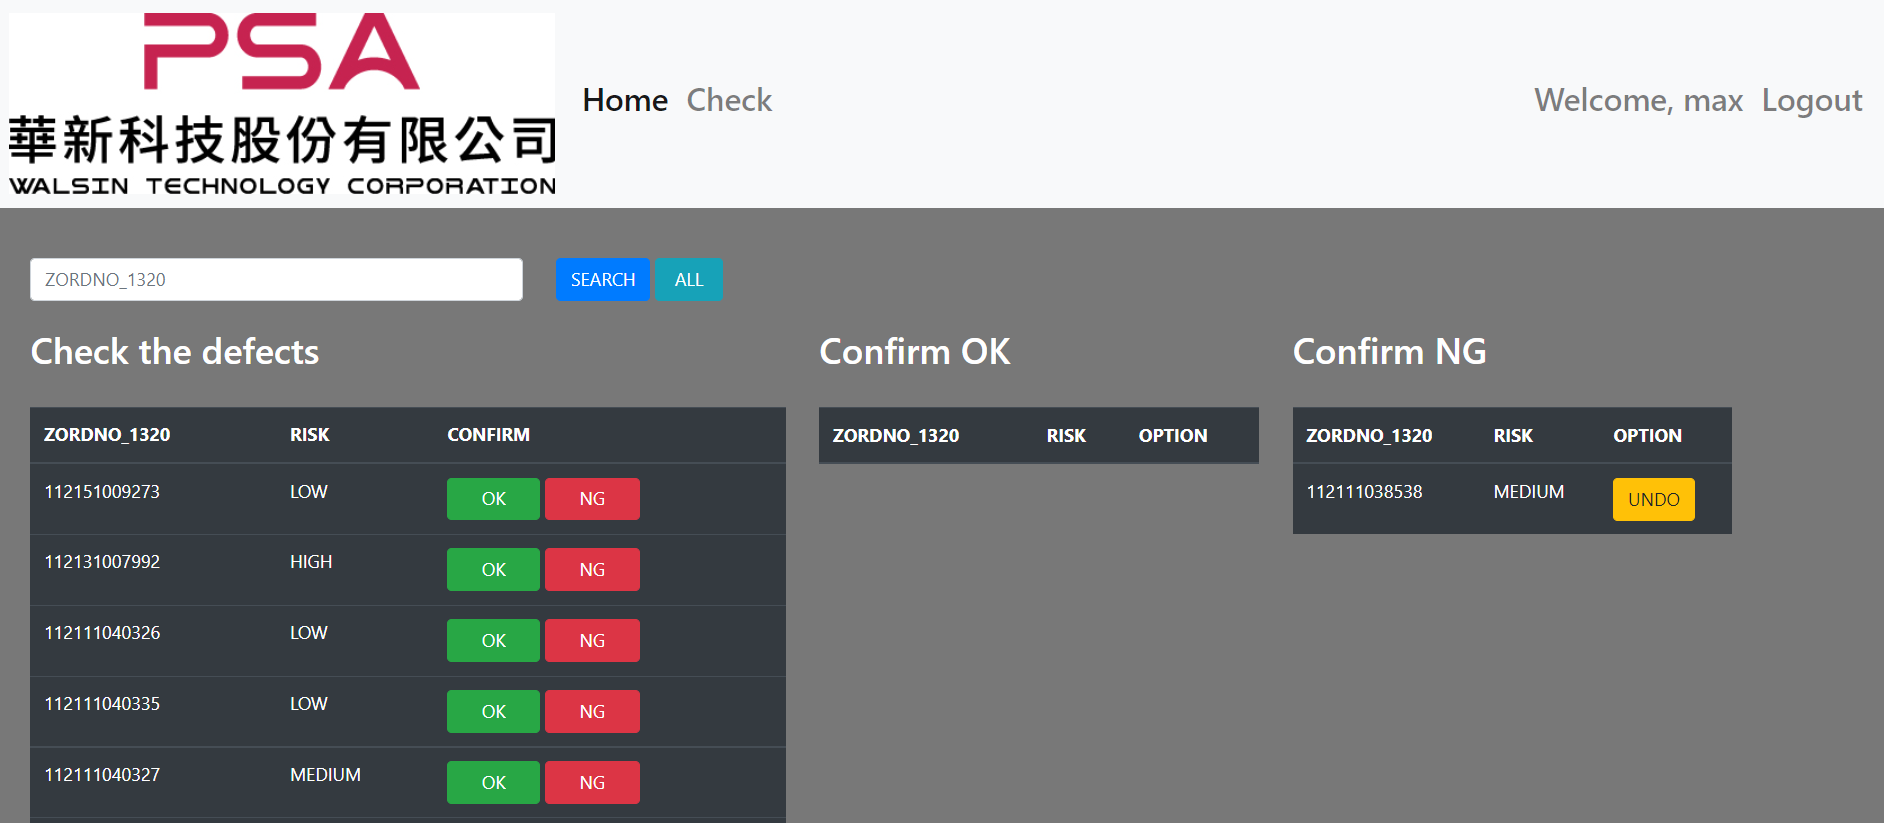 PSA
華新科技股份有限公司
WALSIN TECHNOLOGY CORPORATION
Home Check
Welcome, max Logout
ZORDNO_1320
SEARCH ALL
Check the defects
ZORDNO_1320 RISK CONFIRM
112151009273 LOW OK NG
112131007992 HIGH OK NG
112111040326 LOW OK NG
112111040335 LOW OK NG
112111040327 MEDIUM OK NG
Confirm OK
ZORDNO_1320 RISK OPTION
Confirm NG
ZORDNO_1320 RISK OPTION
112111038538 MEDIUM UNDO